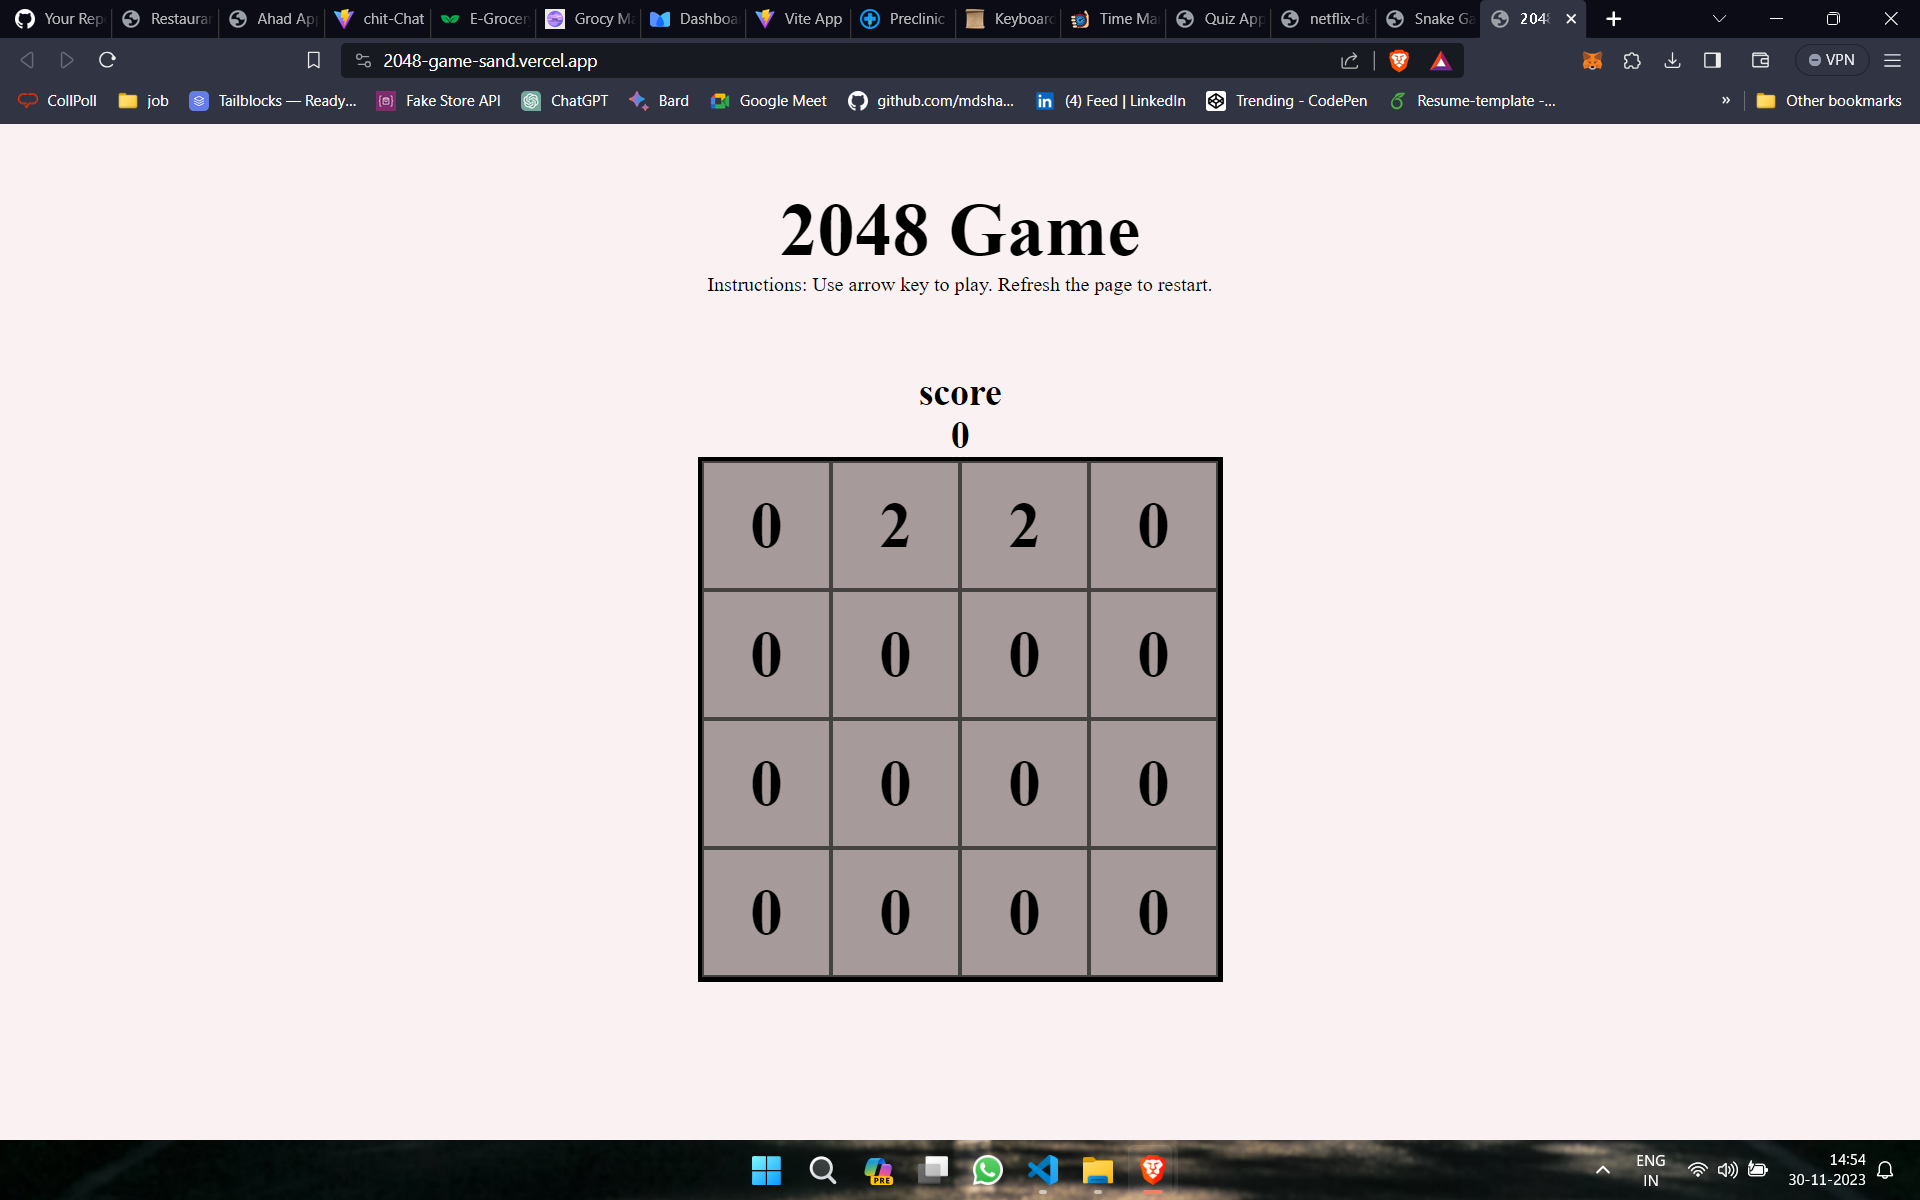 Your Rep Restaurar Ahad Ap chit-Chat E-Grocer Grocy Ma Dashboa Vite App Preclinic Keyboard Time Ma Quiz App netflix-de Snake Ga 2048
2048-game-sand.vercel.app VPN
CollPoll job Tailblocks — Ready... Fake Store API ChatGPT Bard Google Meet github.com/mdsha... (4) Feed | LinkedIn Trending - CodePen Resume-template -... » Other bookmarks
2048 Game
Instructions: Use arrow key to play. Refresh the page to restart.
score
0
0 2 2 0
0 0 0 0
0 0 0 0
0 0 0 0
PRE
ENG 14:54
IN 30-11-2023